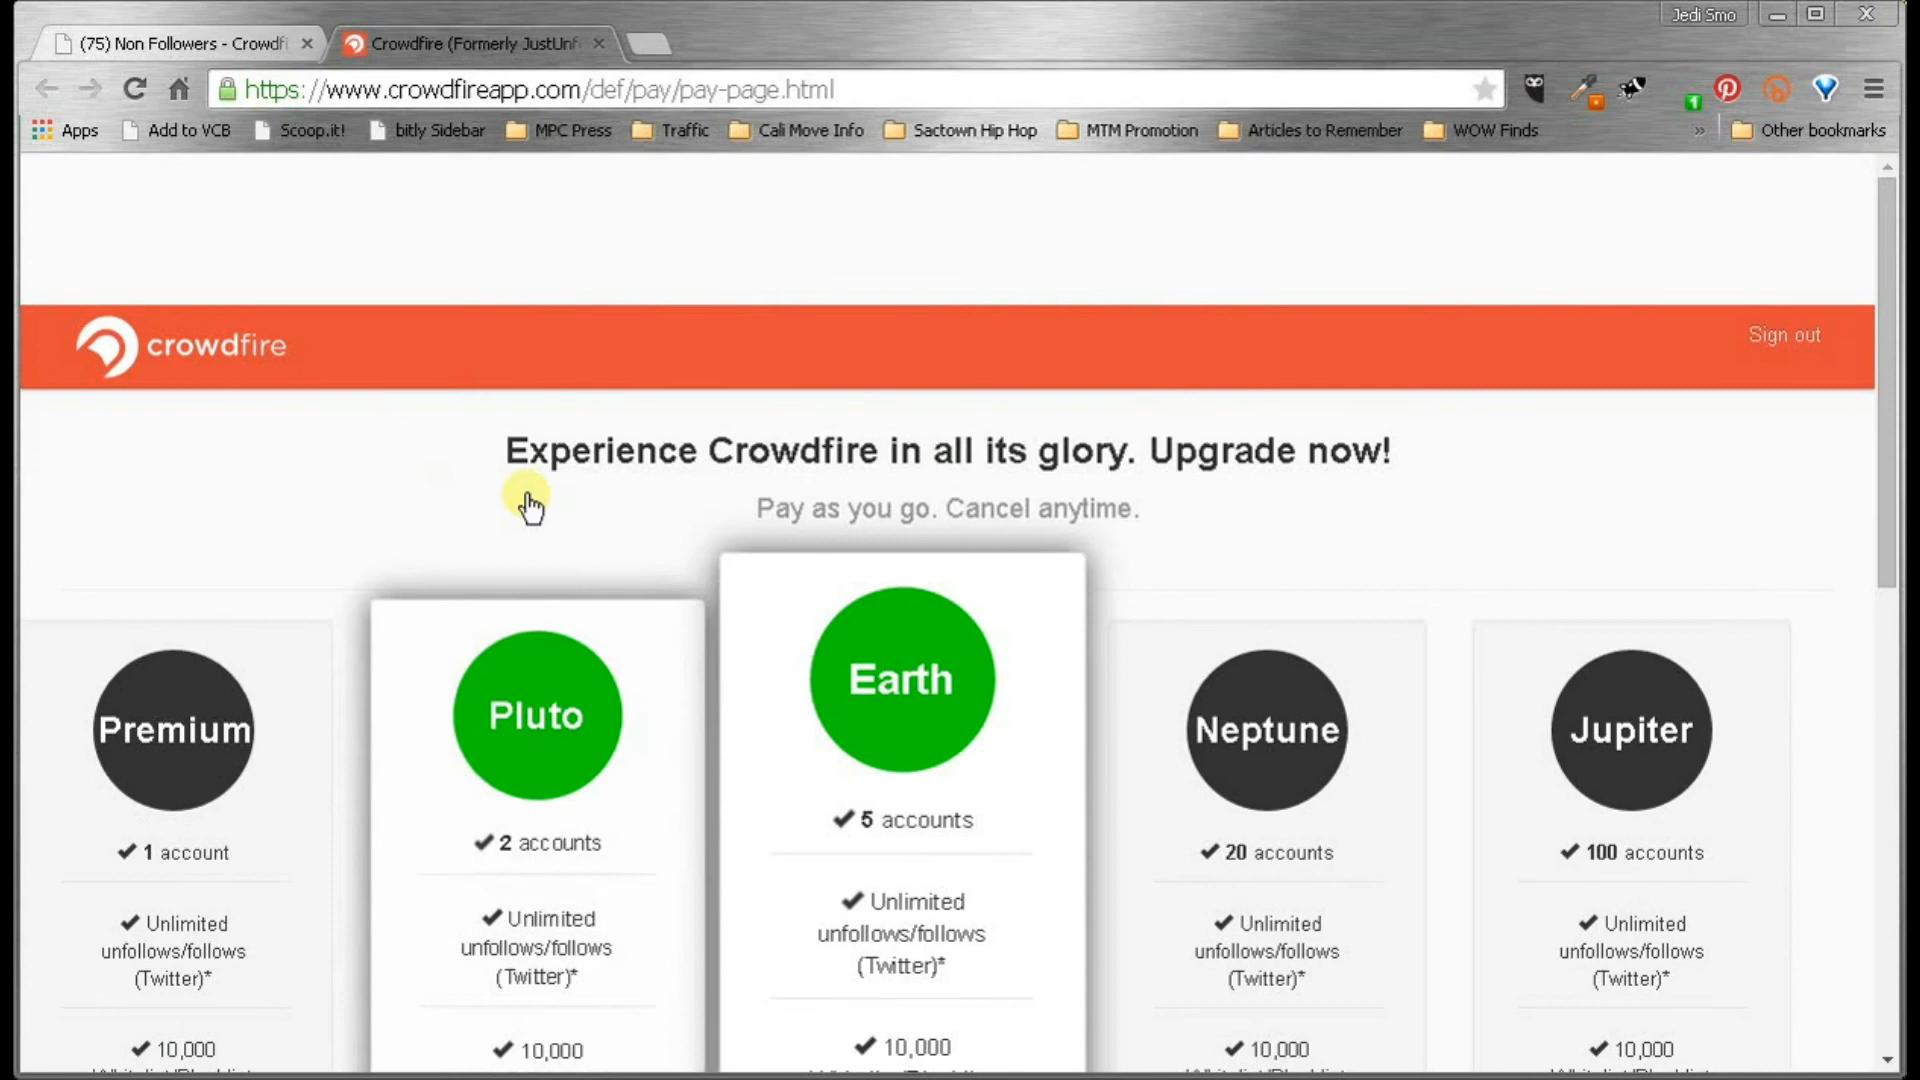 Jedi Smo
(75) Non Followers - Crowdfi
Crowdfire (Formerly JustUnf
https://www.crowdfireapp.com/def/pay/pay-page.html
1
Apps Add to VCB Scoop.it! bitly Sidebar MPC Press Traffic Cali Move Info Sactown Hip Hop MTM Promotion Articles to Remember WOW Finds » Other bookmarks
crowdfire
Sign out
Experience Crowdfire in all its glory. Upgrade now!
Pay as you go. Cancel anytime.
Premium
✔ 1 account
✔ Unlimited
unfollows/follows
(Twitter)*
✔ 10,000
Pluto
✔ 2 accounts
✔ Unlimited
unfollows/follows
(Twitter)*
✔ 10,000
Earth
✔ 5 accounts
✔ Unlimited
unfollows/follows
(Twitter)*
✔ 10,000
Neptune
✔ 20 accounts
✔ Unlimited
unfollows/follows
(Twitter)*
✔ 10,000
Jupiter
✔ 100 accounts
✔ Unlimited
unfollows/follows
(Twitter)*
✔ 10,000